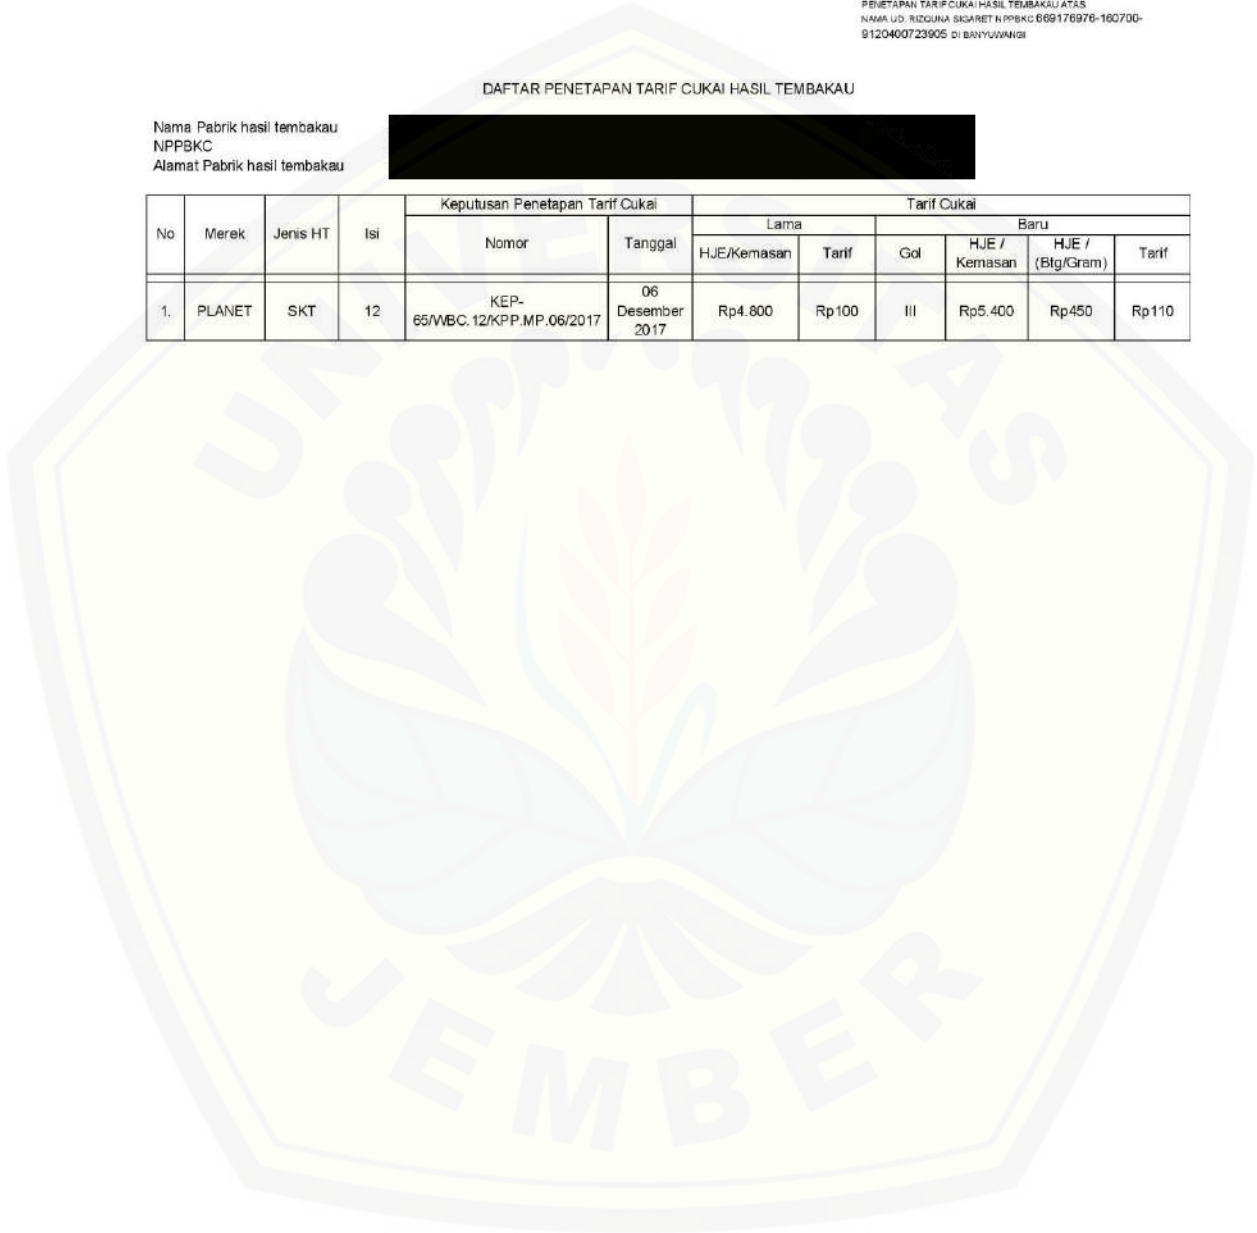 PENETAPAN TARIF CUKAI HASIL TEMBAKAU ATAS
NAMA UD. RIZQUNA SIGARET NPPBKC 669176976-160700-
9120400723905 DI BANYUWANGI
DAFTAR PENETAPAN TARIF CUKAI HASIL TEMBAKAU
Nama Pabrik hasil tembakau
NPPBKC
Alamat Pabrik hasil tembakau
No Merek Jenis HT Isi Keputusan Penetapan Tarif Cukai Tarif Cukai
Nomor Tanggal Lama Baru
HJE/Kemasan Tarif Gol HJE / Kemasan HJE / (Btg/Gram) Tarif
1. PLANET SKT 12 KEP-65/WBC.12/KPP.MP.06/2017 06 Desember 2017 Rp4.800 Rp100 III Rp5.400 Rp450 Rp110
UNIVERSITAS
JEMBER